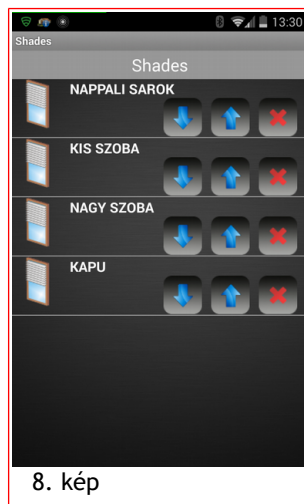 13:30
Shades
Shades
NAPPALI SAROK
KIS SZOBA
NAGY SZOBA
KAPU
8. kép